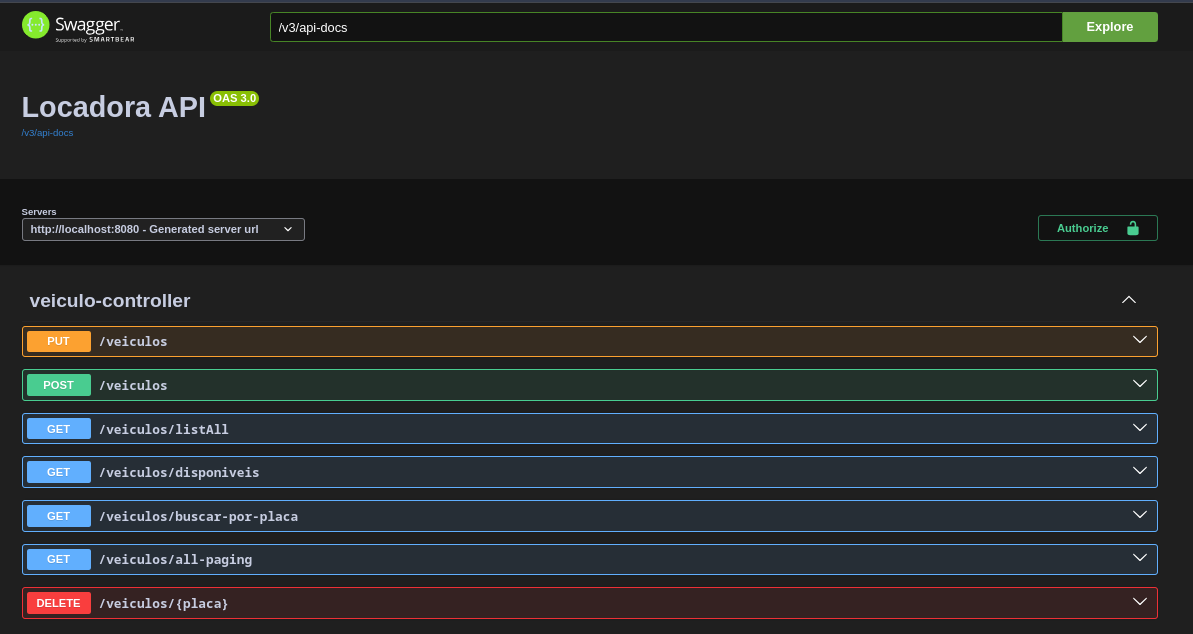 Swagger
Supported by SMARTBEAR
/v3/api-docs
Explore
Locadora API OAS 3.0
/v3/api-docs
Servers
http://localhost:8080 - Generated server url
Authorize
veiculo-controller
PUT /veiculos
POST /veiculos
GET /veiculos/listAll
GET /veiculos/disponiveis
GET /veiculos/buscar-por-placa
GET /veiculos/all-paging
DELETE /veiculos/{placa}